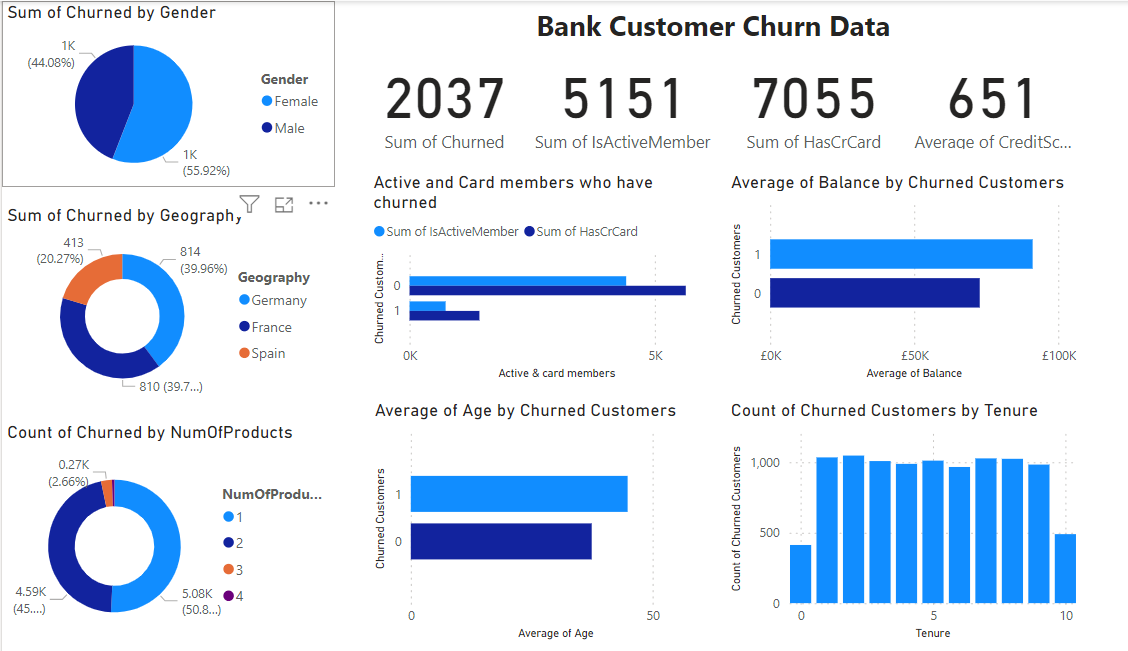 Sum of Churned by Gender
1K
(44.08%)
Gender
Female
Male
1K
(55.92%)
Bank Customer Churn Data
2037
Sum of Churned
5151
Sum of IsActiveMember
7055
Sum of HasCrCard
651
Average of CreditSc...
Sum of Churned by Geography
413
(20.27%)
814
(39.96%)
Geography
Germany
France
Spain
810 (39.7...)
Active and Card members who have
churned
Sum of IsActiveMember Sum of HasCrCard
Churned Custom...
0
1
0K 5K
Active & card members
Average of Balance by Churned Customers
Churned Customers
1
0
£0K £50K £100K
Average of Balance
Count of Churned by NumOfProducts
0.27K
(2.66%)
NumOfProdu...
1
2
3
4
4.59K
(45....)
5.08K
(50.8...)
Average of Age by Churned Customers
Churned Customers
1
0
0 50
Average of Age
Count of Churned Customers by Tenure
Count of Churned Customers
1,000
500
0
0 5 10
Tenure